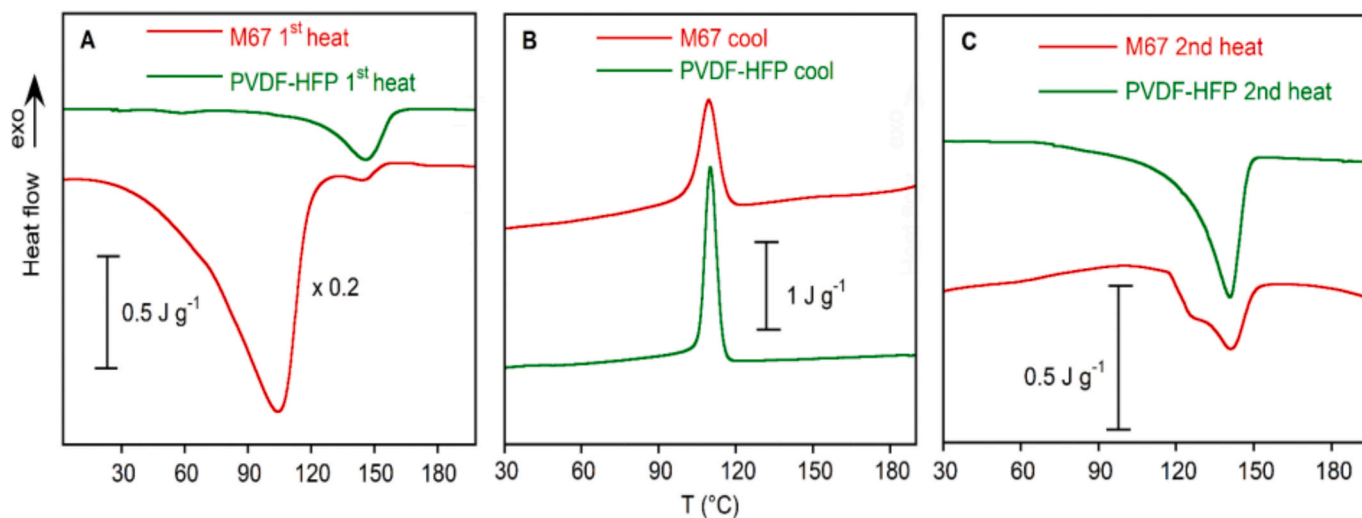 A
M67 1st heat
PVDF-HFP 1st heat
Heat flow exo
0.5 J g-1
x 0.2
30 60 90 120 150 180
B
M67 cool
PVDF-HFP cool
1 J g-1
30 60 90 120 150 180
T (°C)
C
M67 2nd heat
PVDF-HFP 2nd heat
0.5 J g-1
30 60 90 120 150 180